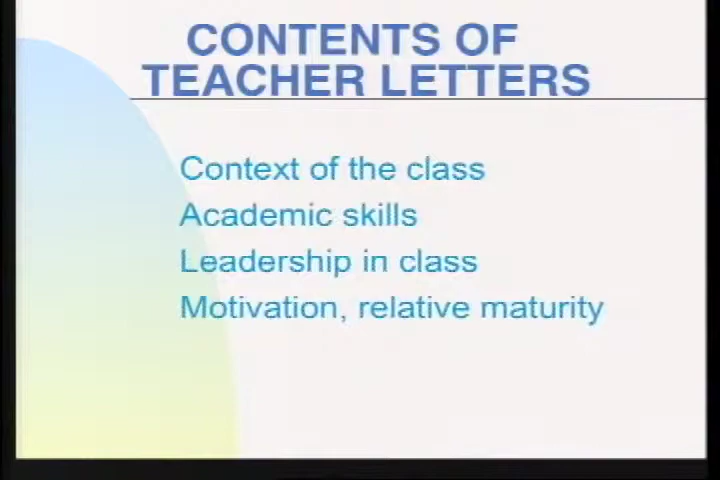 CONTENTS OF
TEACHER LETTERS
Context of the class
Academic skills
Leadership in class
Motivation, relative maturity